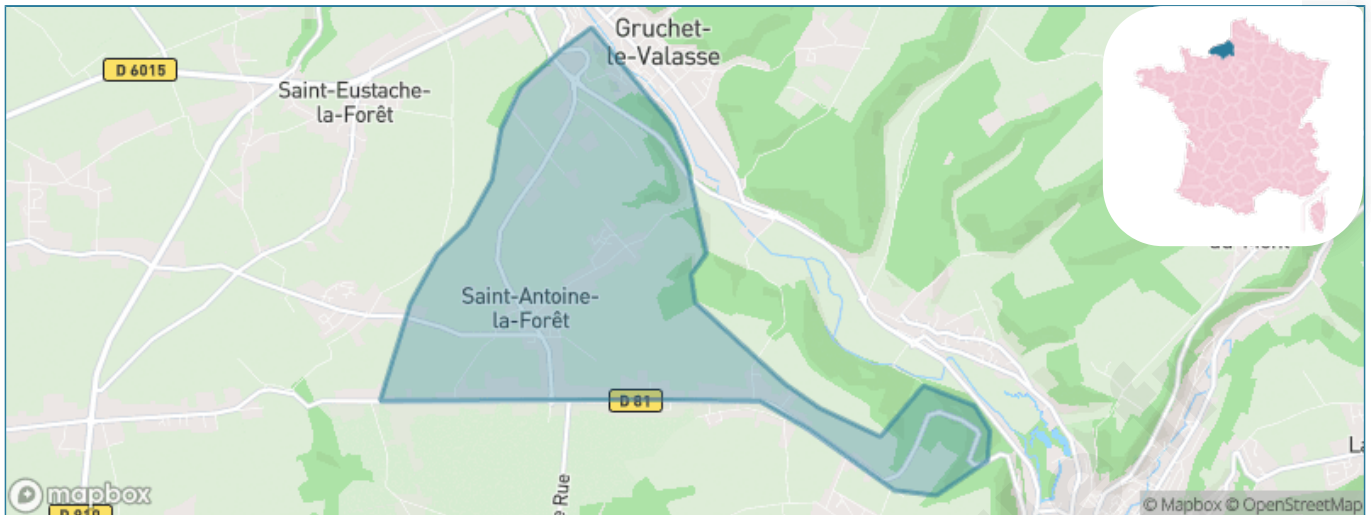 Gruchet-
le-Valasse
D 6015
Saint-Eustache-
la-Forêt
Saint-Antoine-
la-Forêt
D 81
Rue
mapbox
© Mapbox © OpenStreetMap